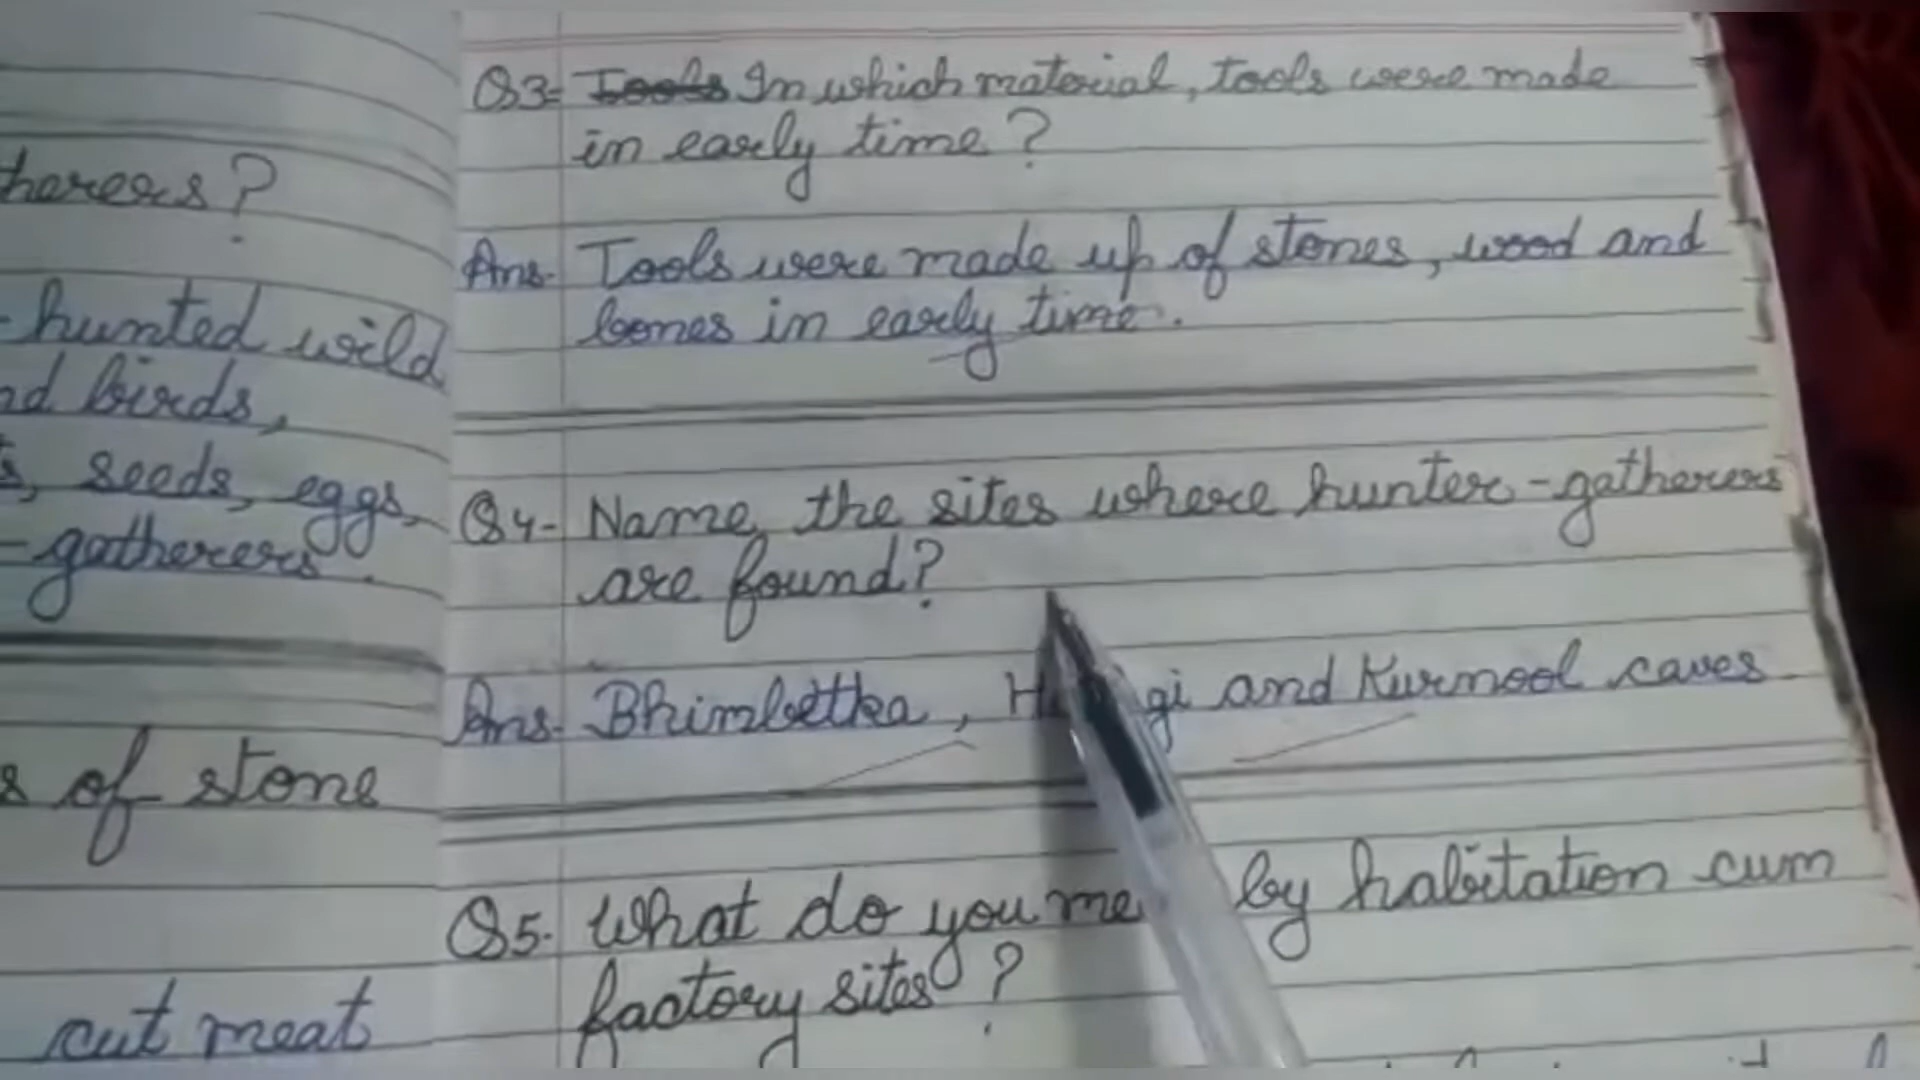 therers?
- hunted wild
nd birds,
s, seeds, eggs,
- gatherers.
s of stone
cut meat
Q3- Tools In which material, tools were made
in early time?
Ans- Tools were made up of stones, wood and
bones in early time.
Q4- Name the sites where hunter-gatherers
are found?
Ans- Bhimbetka, and Kurnool caves
Q5- What do you by habitation cum
factory sites?